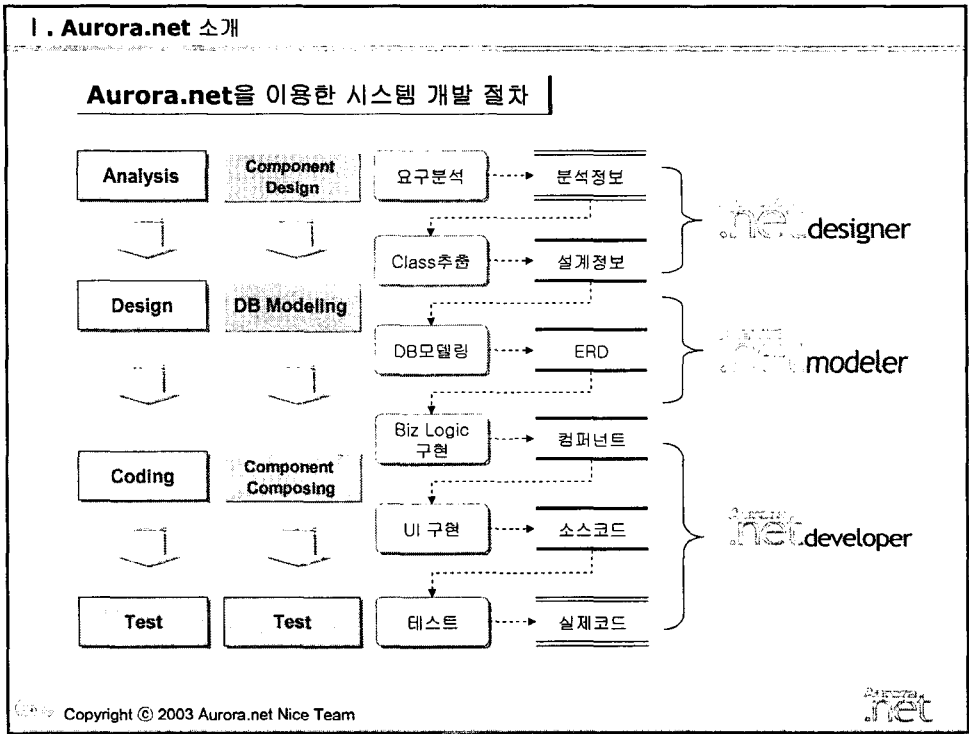 Ⅰ. Aurora.net 소개
Aurora.net을 이용한 시스템 개발 절차
Analysis
Component
Design
요구분석
분석정보
.net designer
Class추출
설계정보
Design
DB Modeling
DB모델링
ERD
modeler
Biz Logic
구현
컴퍼넌트
Coding
Component
Composing
UI 구현
소스코드
.net developer
Test
Test
테스트
실제코드
Copyright ⓒ 2003 Aurora.net Nice Team
Aurora
.net